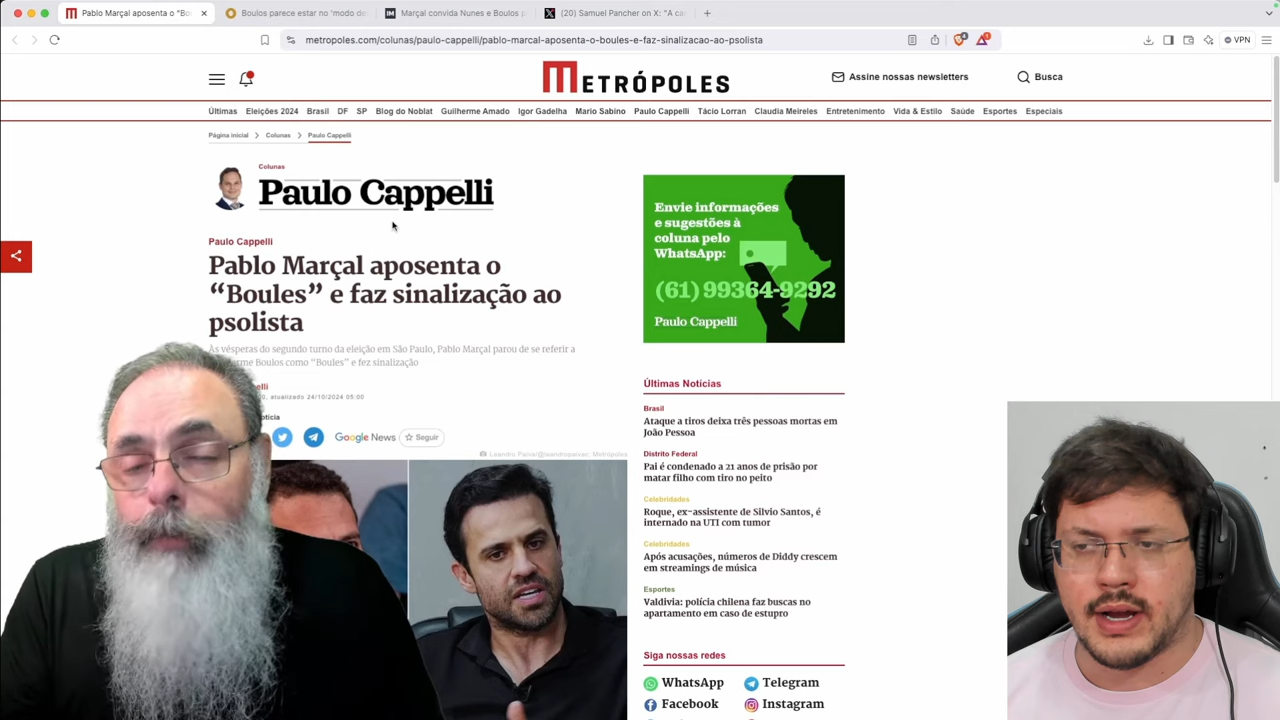 Pablo Marçal aposenta o "Bou
Boulos parece estar no 'modo de
Marçal convida Nunes e Boulos p
(20) Samuel Pancher on X: "A ca
metropoles.com/colunas/paulo-cappelli/pablo-marcal-aposenta-o-boules-e-faz-sinalizacao-ao-psolista
VPN
METRÓPOLES
Assine nossas newsletters
Busca
Últimas Eleições 2024 Brasil DF SP Blog do Noblat Guilherme Amado Igor Gadelha Mario Sabino Paulo Cappelli Tácio Lorran Claudia Meireles Entretenimento Vida & Estilo Saúde Esportes Especiais
Página inicial > Colunas > Paulo Cappelli
Colunas
Paulo Cappelli
Paulo Cappelli
Pablo Marçal aposenta o
“Boules” e faz sinalização ao
psolista
Às vésperas do segundo turno da eleição em São Paulo, Pablo Marçal parou de se referir a
Boulos como “Boules” e fez sinalização
elli
, atualizado 24/10/2024 05:00
otícia
Google News
Seguir
Leandro Paiva/@leandropaivac, Metrópoles
Envie informações
e sugestões à
coluna pelo
WhatsApp:
(61) 99364-9292
Paulo Cappelli
Últimas Notícias
Brasil
Ataque a tiros deixa três pessoas mortas em
João Pessoa
Distrito Federal
Pai é condenado a 21 anos de prisão por
matar filho com tiro no peito
Celebridades
Roque, ex-assistente de Silvio Santos, é
internado na UTI com tumor
Celebridades
Após acusações, números de Diddy crescem
em streamings de música
Esportes
Valdivia: polícia chilena faz buscas no
apartamento em caso de estupro
Siga nossas redes
WhatsApp
Telegram
Facebook
Instagram